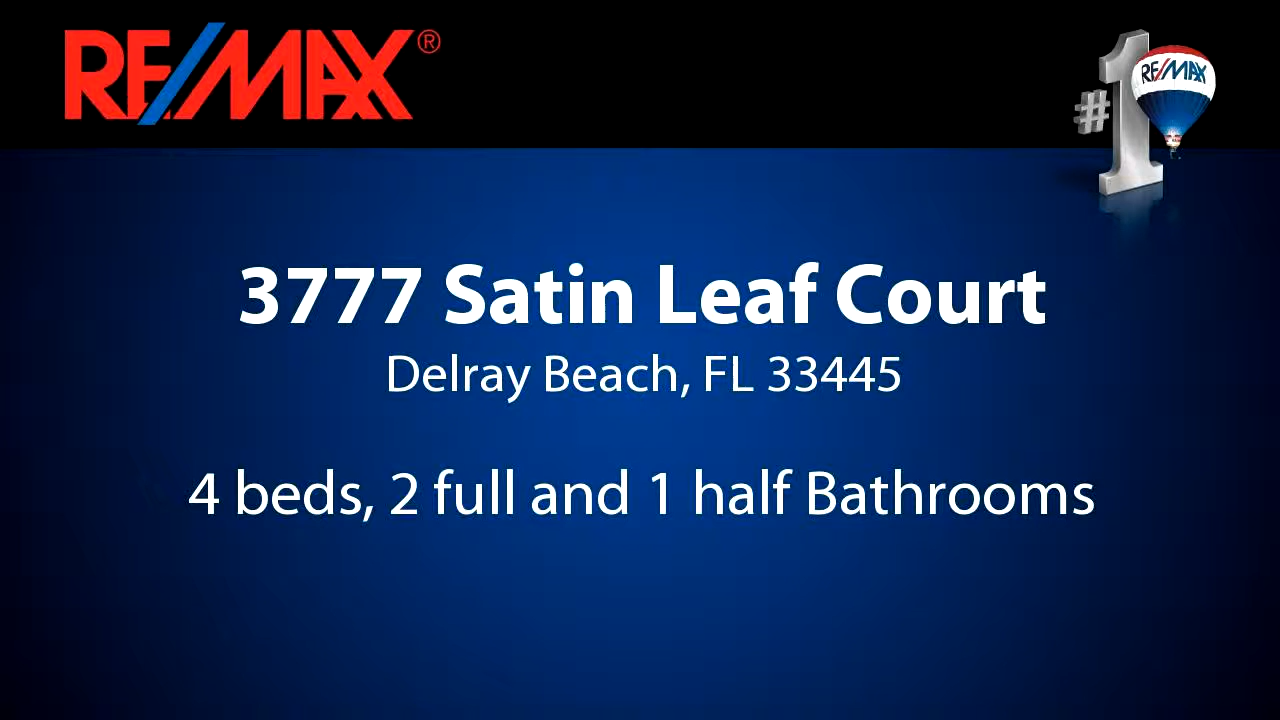 RE/MAX®
#1
RE/MAX
3777 Satin Leaf Court
Delray Beach, FL 33445
4 beds, 2 full and 1 half Bathrooms